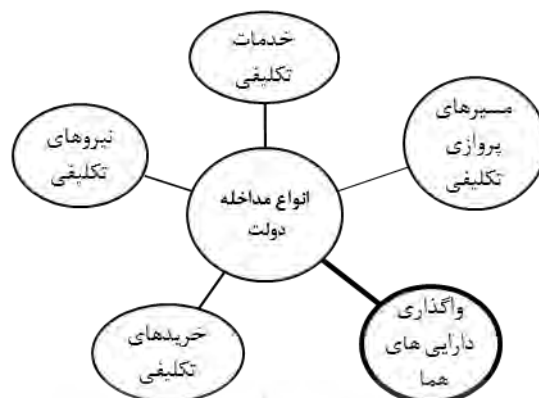 خدمات
تکلیفی
مسیرهای
پروازی
تکلیفی
نیروهای
تکلیفی
انواع مداخله
دولت
واگذاری
دارایی های
هما
خریدهای
تکلیفی